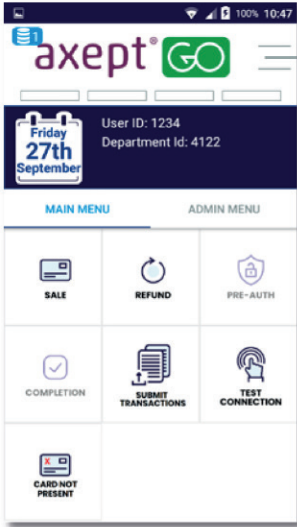 100% 10:47
1
axept° GO
Friday
27th
September
User ID: 1234
Department Id: 4122
MAIN MENU
ADMIN MENU
SALE
REFUND
PRE-AUTH
COMPLETION
SUBMIT
TRANSACTIONS
TEST
CONNECTION
CARD NOT
PRESENT